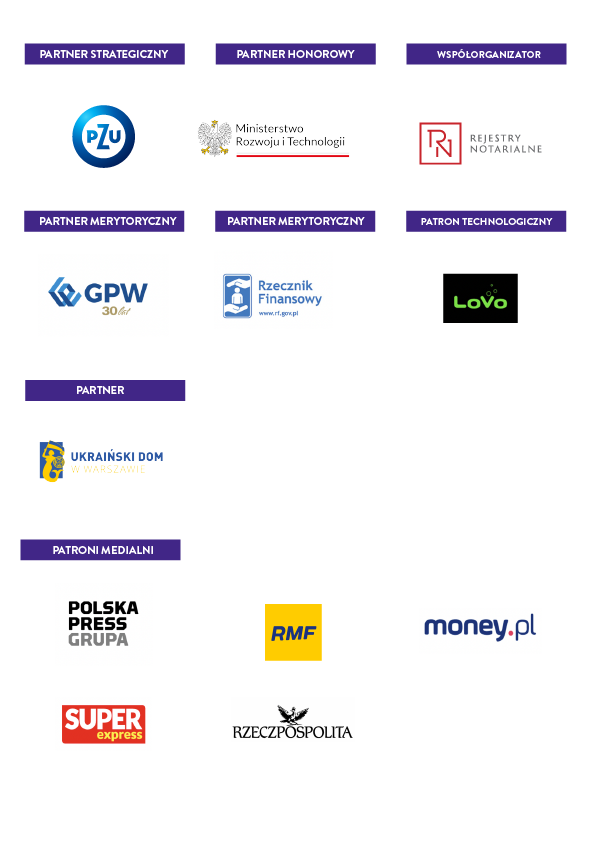 PARTNER STRATEGICZNY
PARTNER HONOROWY
WSPÓŁORGANIZATOR
PZU
Ministerstwo
Rozwoju i Technologii
RN
REJESTRY
NOTARIALNE
PARTNER MERYTORYCZNY
PARTNER MERYTORYCZNY
PATRON TECHNOLOGICZNY
GPW
30 lat
Rzecznik
Finansowy
www.rf.gov.pl
LoVo
PARTNER
UKRAIŃSKI DOM
W WARSZAWIE
PATRONI MEDIALNI
POLSKA
PRESS
GRUPA
RMF
money.pl
SUPER
express
RZECZPOSPOLITA